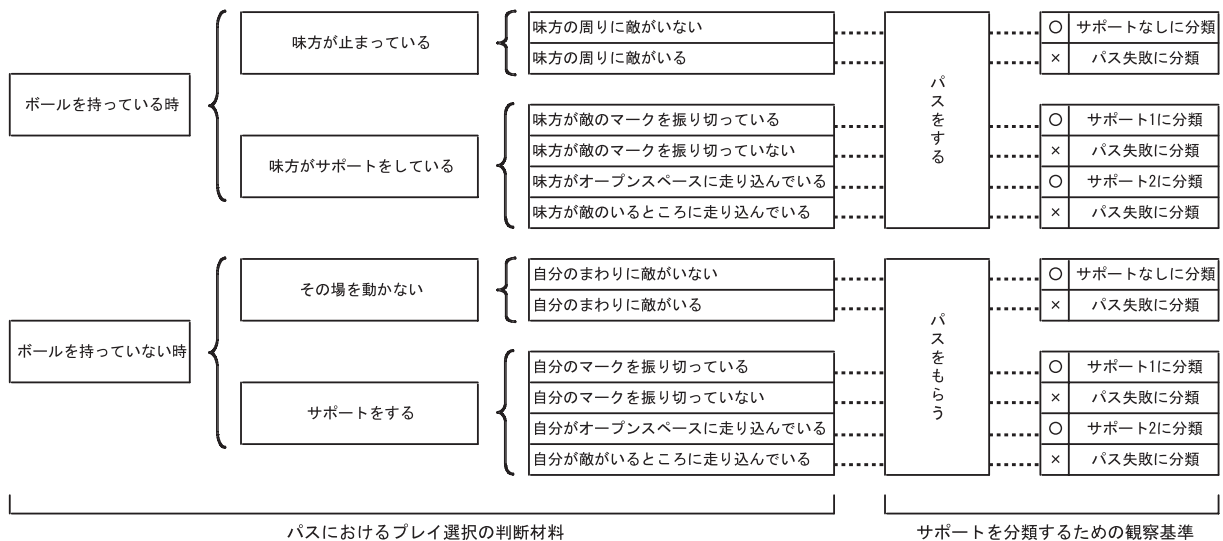 ボールを持っている時
味方が止まっている
味方の周りに敵がいない
○ サポートなしに分類
味方の周りに敵がいる
× パス失敗に分類
味方がサポートをしている
味方が敵のマークを振り切っている
○ サポート1に分類
味方が敵のマークを振り切っていない
× パス失敗に分類
味方がオープンスペースに走り込んでいる
○ サポート2に分類
味方が敵のいるところに走り込んでいる
× パス失敗に分類
パスをする
ボールを持っていない時
その場を動かない
自分のまわりに敵がいない
○ サポートなしに分類
自分のまわりに敵がいる
× パス失敗に分類
サポートをする
自分のマークを振り切っている
○ サポート1に分類
自分のマークを振り切っていない
× パス失敗に分類
自分がオープンスペースに走り込んでいる
○ サポート2に分類
自分が敵がいるところに走り込んでいる
× パス失敗に分類
パスをもらう
パスにおけるプレイ選択の判断材料
サポートを分類するための観察基準